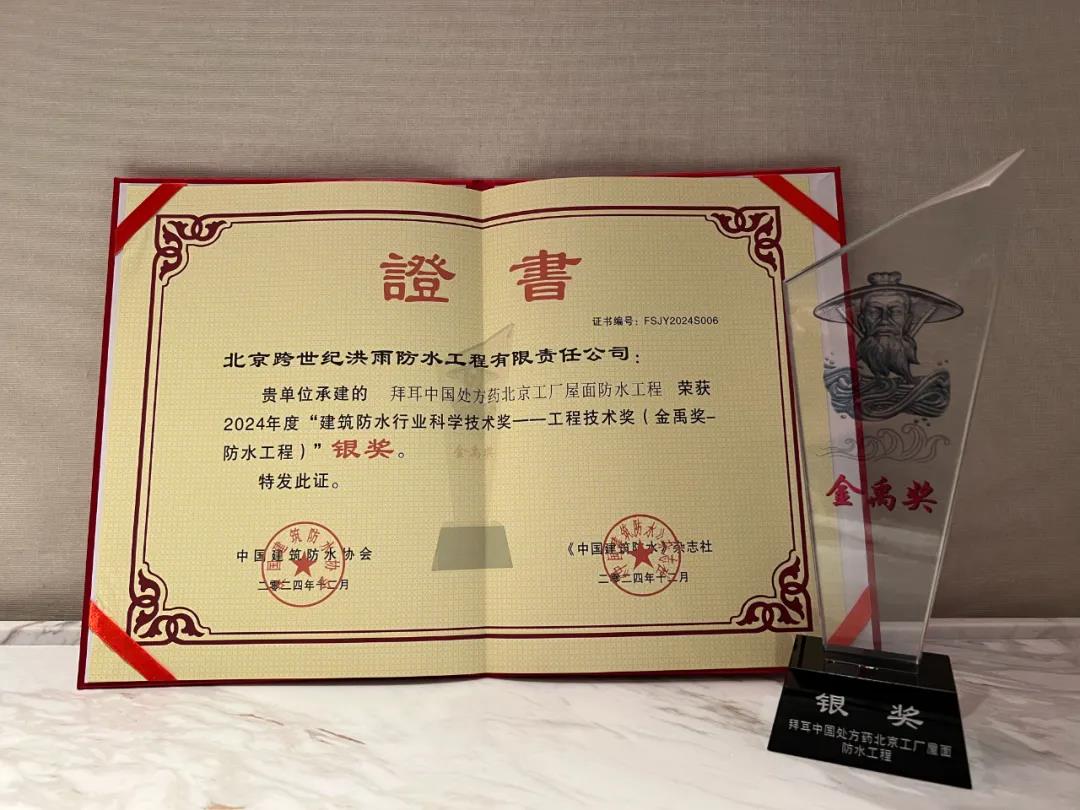 證 書
证书编号：FSJY2024S006
北京跨世纪洪雨防水工程有限责任公司：
贵单位承建的 拜耳中国处方药北京工厂屋面防水工程 荣获
2024年度“建筑防水行业科学技术奖——工程技术奖（金禹奖-
防水工程）”银奖。
特发此证。
中国建筑防水协会
二零二四年十二月
《中国建筑防水》杂志社
二零二四年十二月
金禹奖
银 奖
拜耳中国处方药北京工厂屋面
防水工程